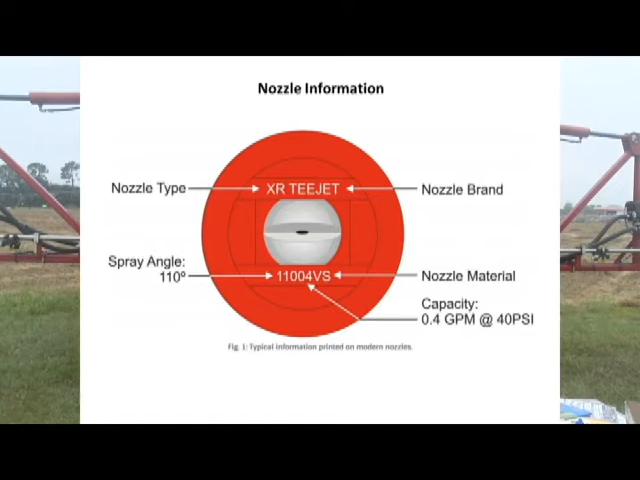 Nozzle Information
Nozzle Type
XR TEEJET
Nozzle Brand
Spray Angle:
110º
11004VS
Nozzle Material
Capacity:
0.4 GPM @ 40PSI
Fig. 1: Typical information printed on modern nozzles.